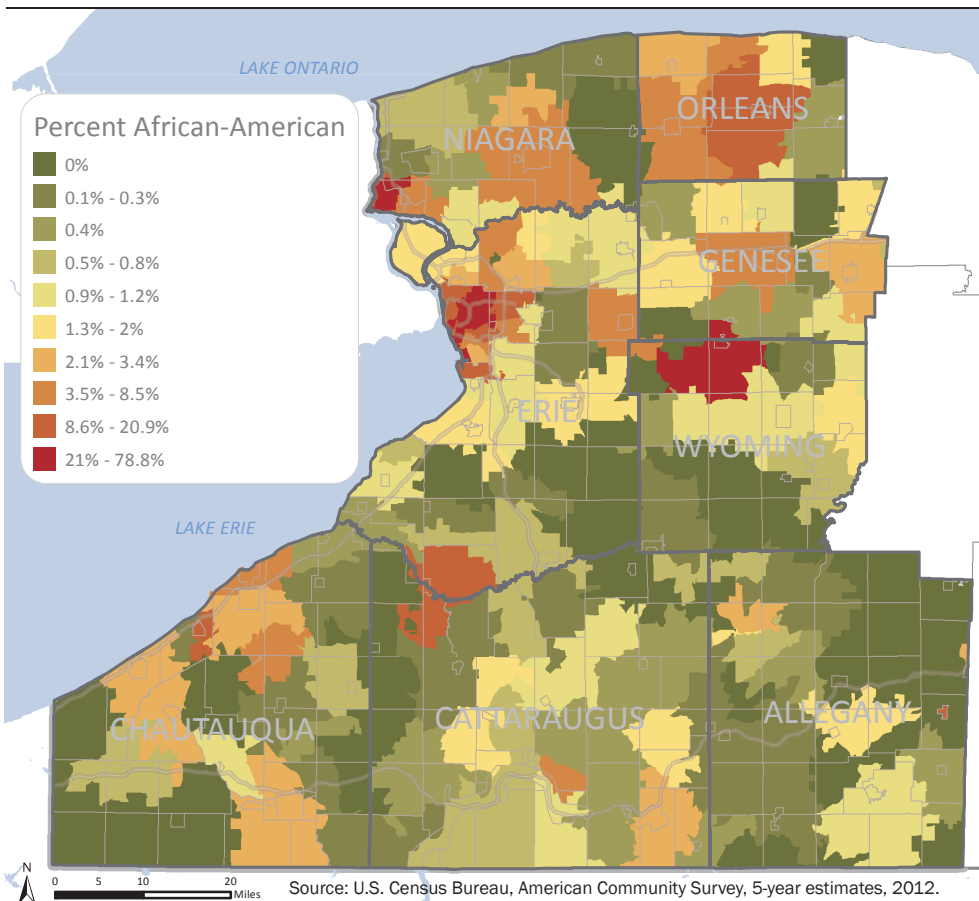 LAKE ONTARIO
Percent African-American
0%
0.1% - 0.3%
0.4%
0.5% - 0.8%
0.9% - 1.2%
1.3% - 2%
2.1% - 3.4%
3.5% - 8.5%
8.6% - 20.9%
21% - 78.8%
NIAGARA
ORLEANS
GENESEE
ERIE
WYOMING
LAKE ERIE
CHAUTAUQUA
CATTARAUGUS
ALLEGANY
N
0 5 10 20
Miles
Source: U.S. Census Bureau, American Community Survey, 5-year estimates, 2012.